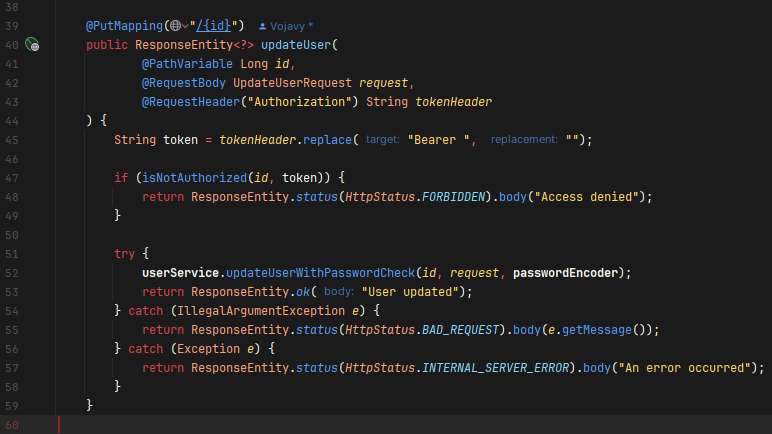 38
39 @PutMapping("/{id}") Vojavy *
40 public ResponseEntity<?> updateUser(
41 @PathVariable Long id,
42 @RequestBody UpdateUserRequest request,
43 @RequestHeader("Authorization") String tokenHeader
44 ) {
45 String token = tokenHeader.replace( target: "Bearer ", replacement: "");
46
47 if (isNotAuthorized(id, token)) {
48 return ResponseEntity.status(HttpStatus.FORBIDDEN).body("Access denied");
49 }
50
51 try {
52 userService.updateUserWithPasswordCheck(id, request, passwordEncoder);
53 return ResponseEntity.ok( body: "User updated");
54 } catch (IllegalArgumentException e) {
55 return ResponseEntity.status(HttpStatus.BAD_REQUEST).body(e.getMessage());
56 } catch (Exception e) {
57 return ResponseEntity.status(HttpStatus.INTERNAL_SERVER_ERROR).body("An error occurred");
58 }
59 }
60